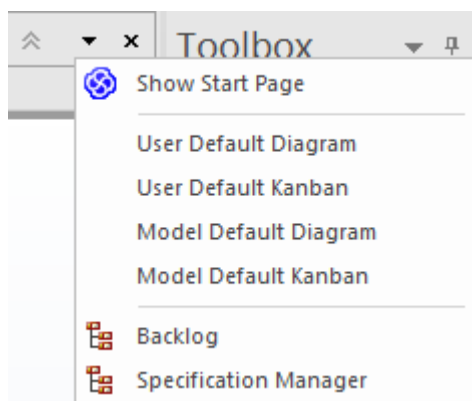 Toolbox
Show Start Page
User Default Diagram
User Default Kanban
Model Default Diagram
Model Default Kanban
Backlog
Specification Manager